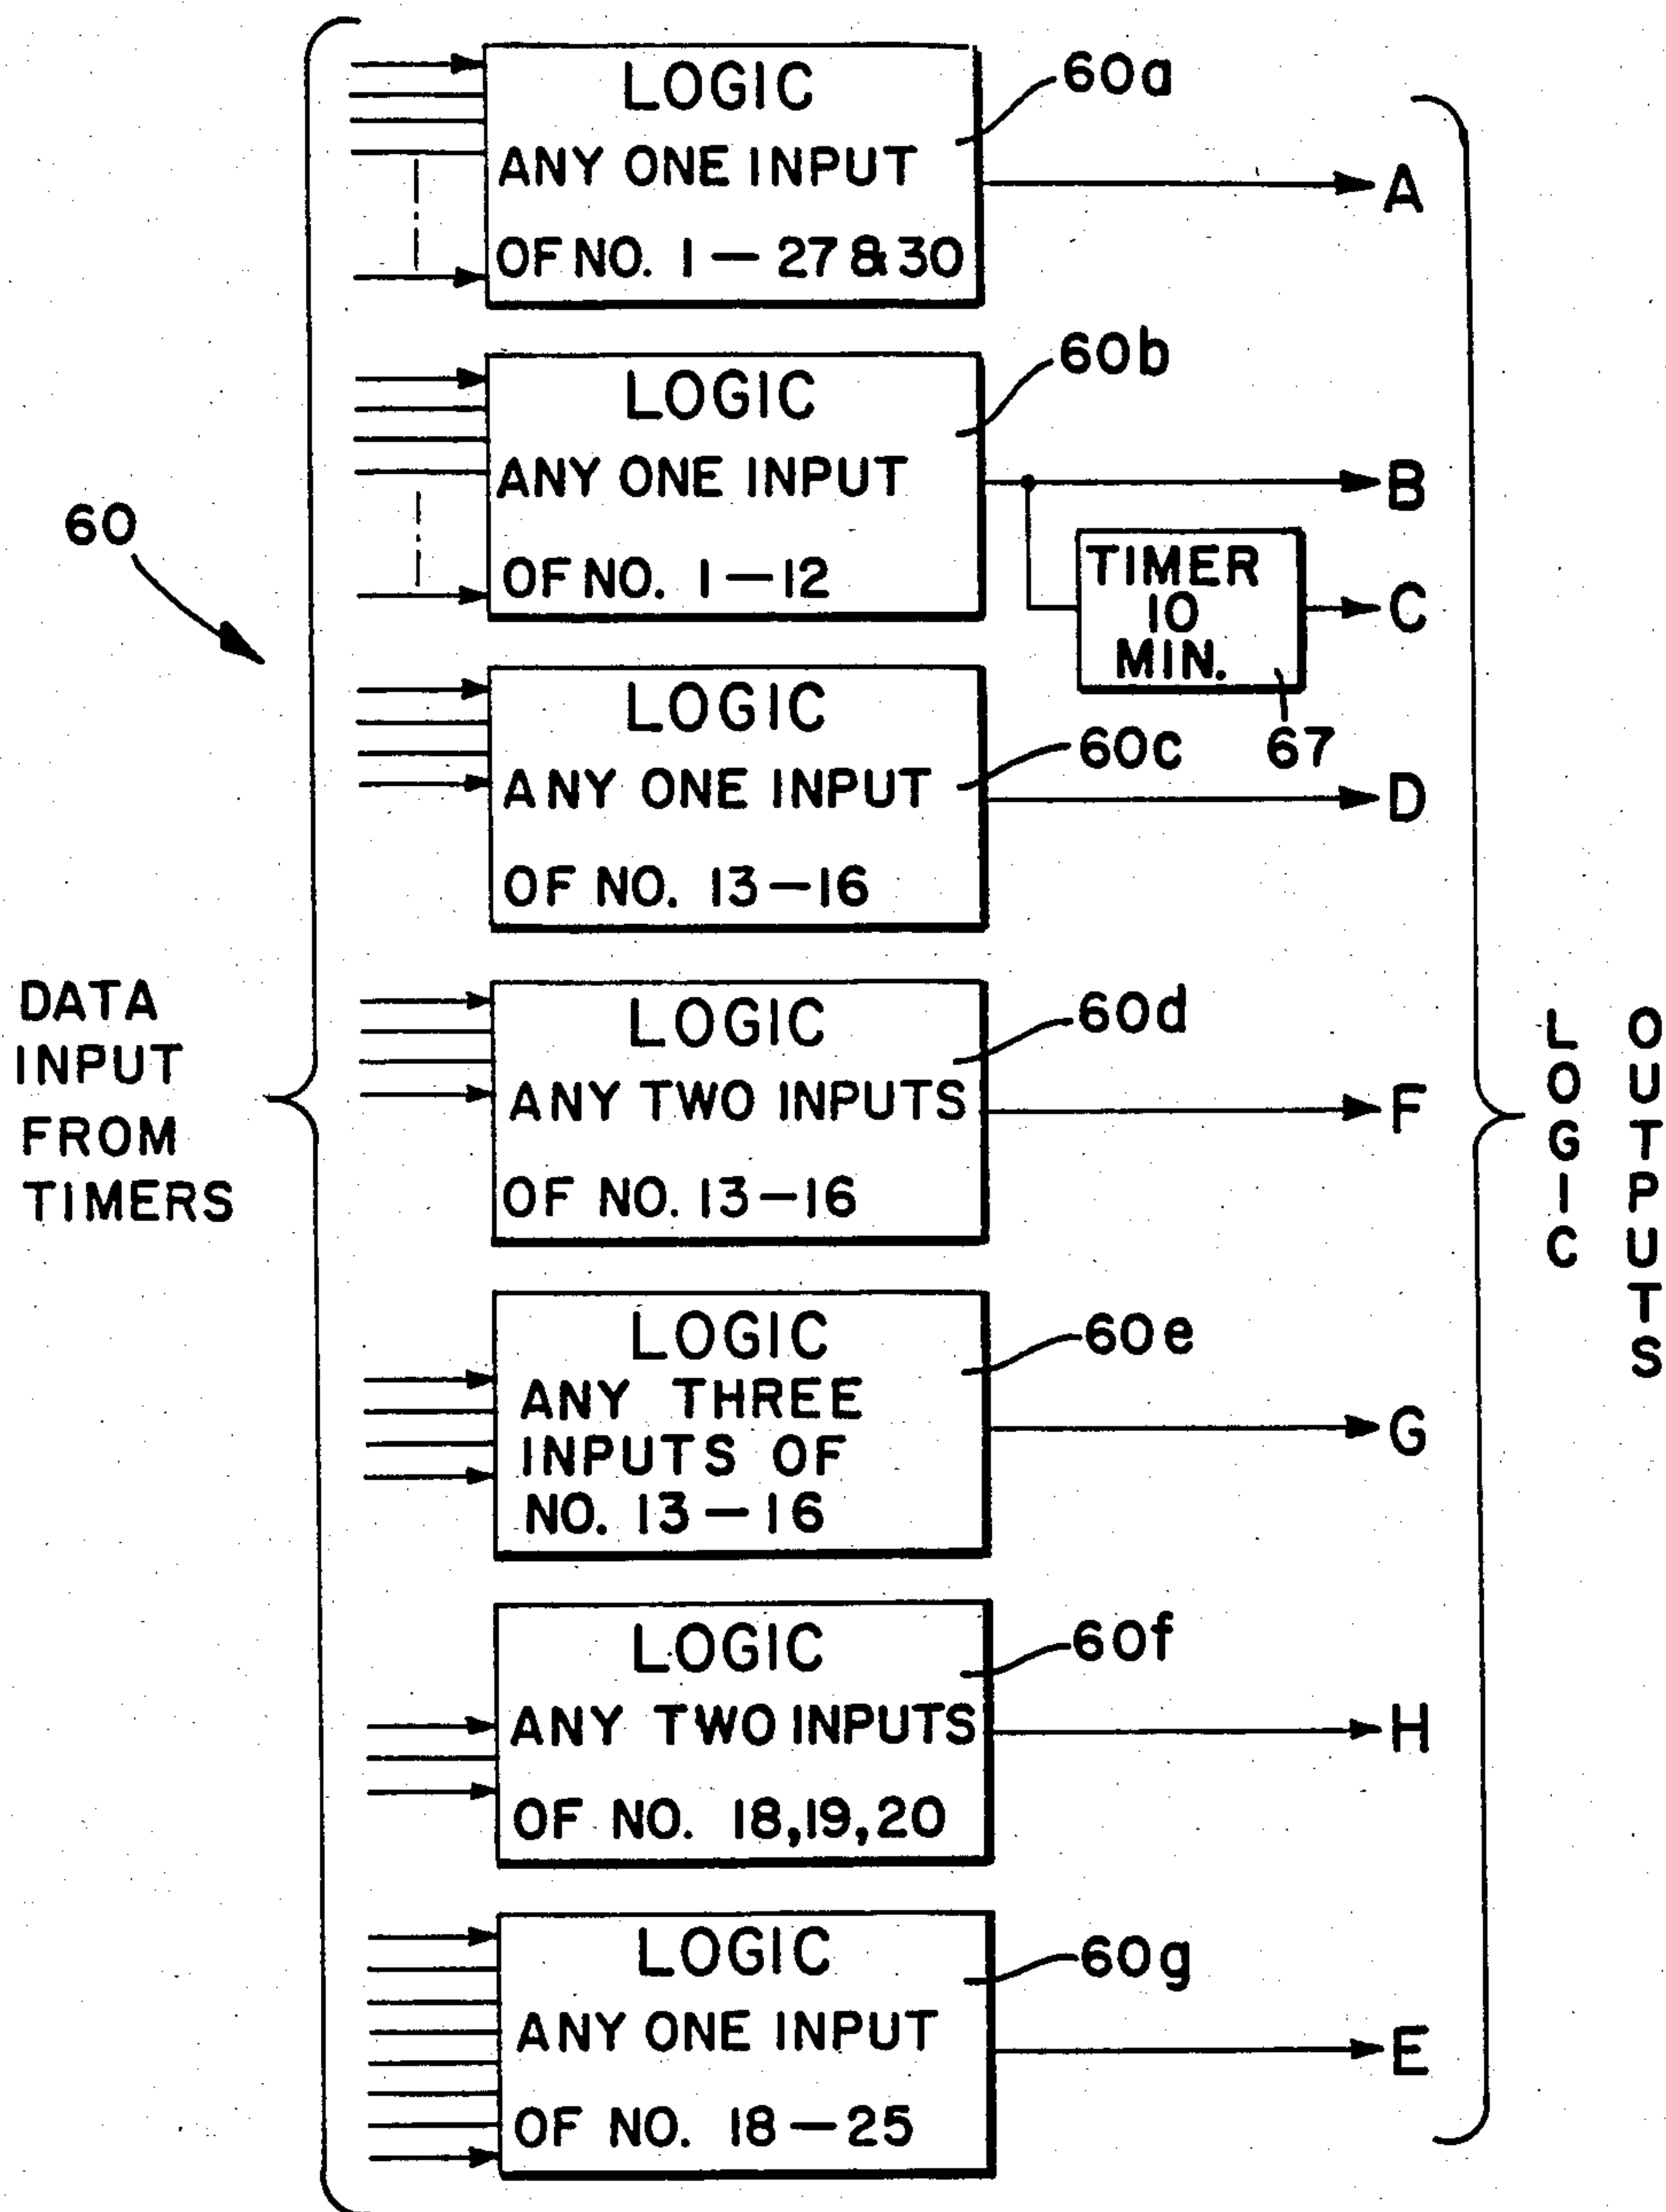 LOGIC
ANY ONE INPUT
OF NO. 1 — 27 & 30
60a
A
LOGIC
ANY ONE INPUT
OF NO. 1 — 12
60b
B
TIMER
10
MIN.
67
C
60
LOGIC
ANY ONE INPUT
OF NO. 13 — 16
60c
D
DATA
INPUT
FROM
TIMERS
LOGIC
ANY TWO INPUTS
OF NO. 13 — 16
60d
F
LOGIC
OUTPUTS
LOGIC
ANY THREE
INPUTS OF
NO. 13 — 16
60e
G
LOGIC
ANY TWO INPUTS
OF NO. 18,19,20
60f
H
LOGIC
ANY ONE INPUT
OF NO. 18 — 25
60g
E